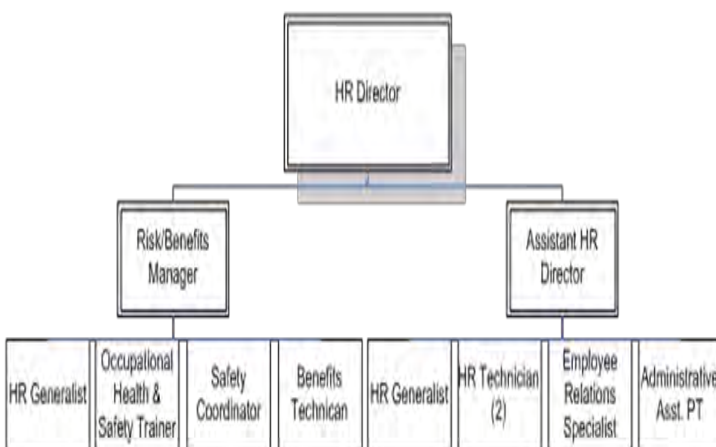 HR Director
Risk/Benefits
Manager
Assistant HR
Director
HR Generalist
Occupational
Health &
Safety Trainer
Safety
Coordinator
Benefits
Technican
HR Generalist
HR Technician
(2)
Employee
Relations
Specialist
Administrative
Asst. PT